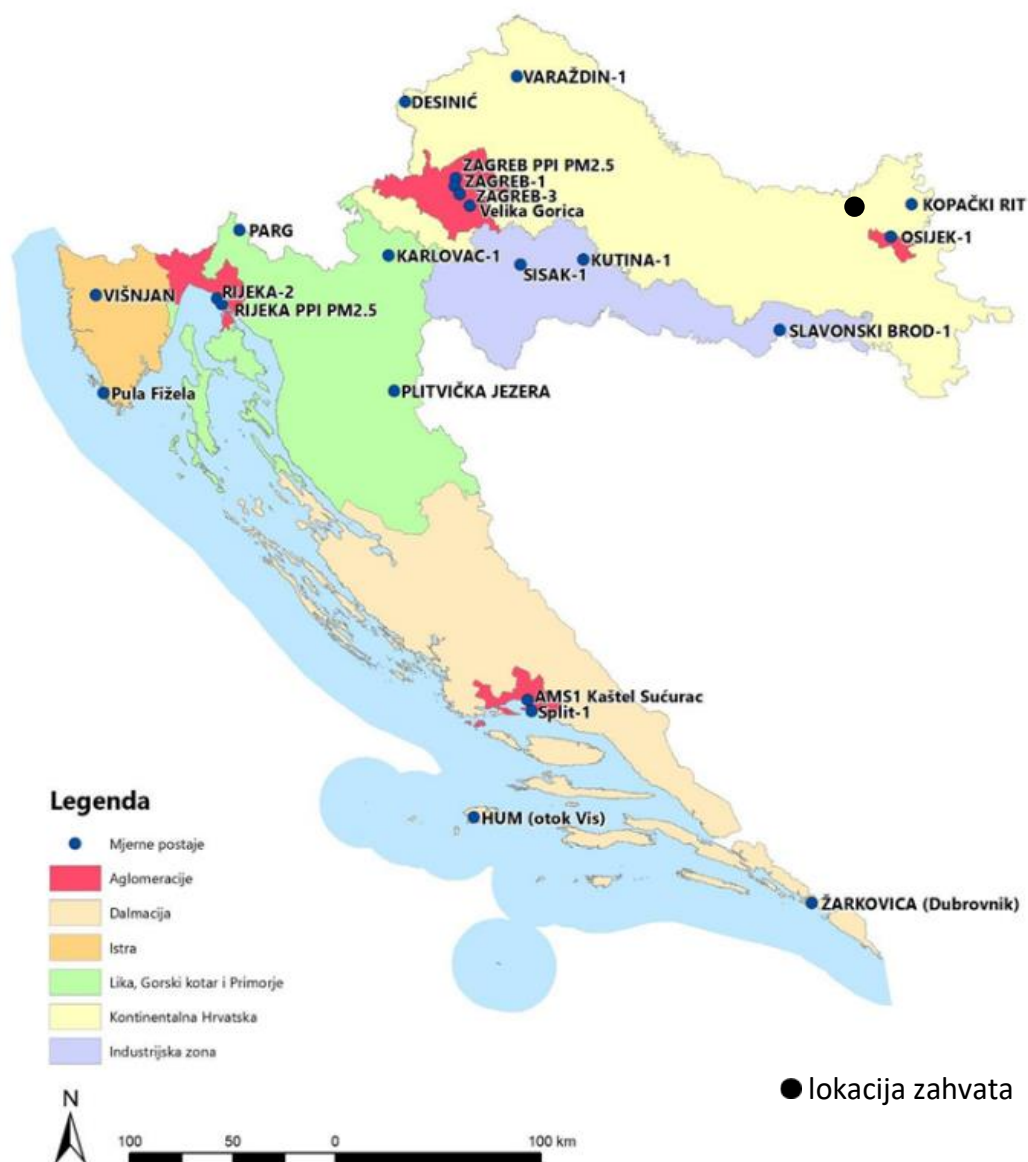 VARAŽDIN-1
DESINIĆ
ZAGREB PPI PM2.5
ZAGREB-1
ZAGREB-3
Velika Gorica
KOPAČKI RIT
OSIJEK-1
PARG
KARLOVAC-1
KUTINA-1
SISAK-1
VIŠNJAN
RIJEKA-2
RIJEKA PPI PM2.5
SLAVONSKI BROD-1
Pula Fižela
PLITVIČKA JEZERA
AMS1 Kaštel Sućurac
Split-1
HUM (otok Vis)
ŽARKOVICA (Dubrovnik)
Legenda
Mjerne postaje
Aglomeracije
Dalmacija
Istra
Lika, Gorski kotar i Primorje
Kontinentalna Hrvatska
Industrijska zona
lokacija zahvata
N
100 50 0 100 km